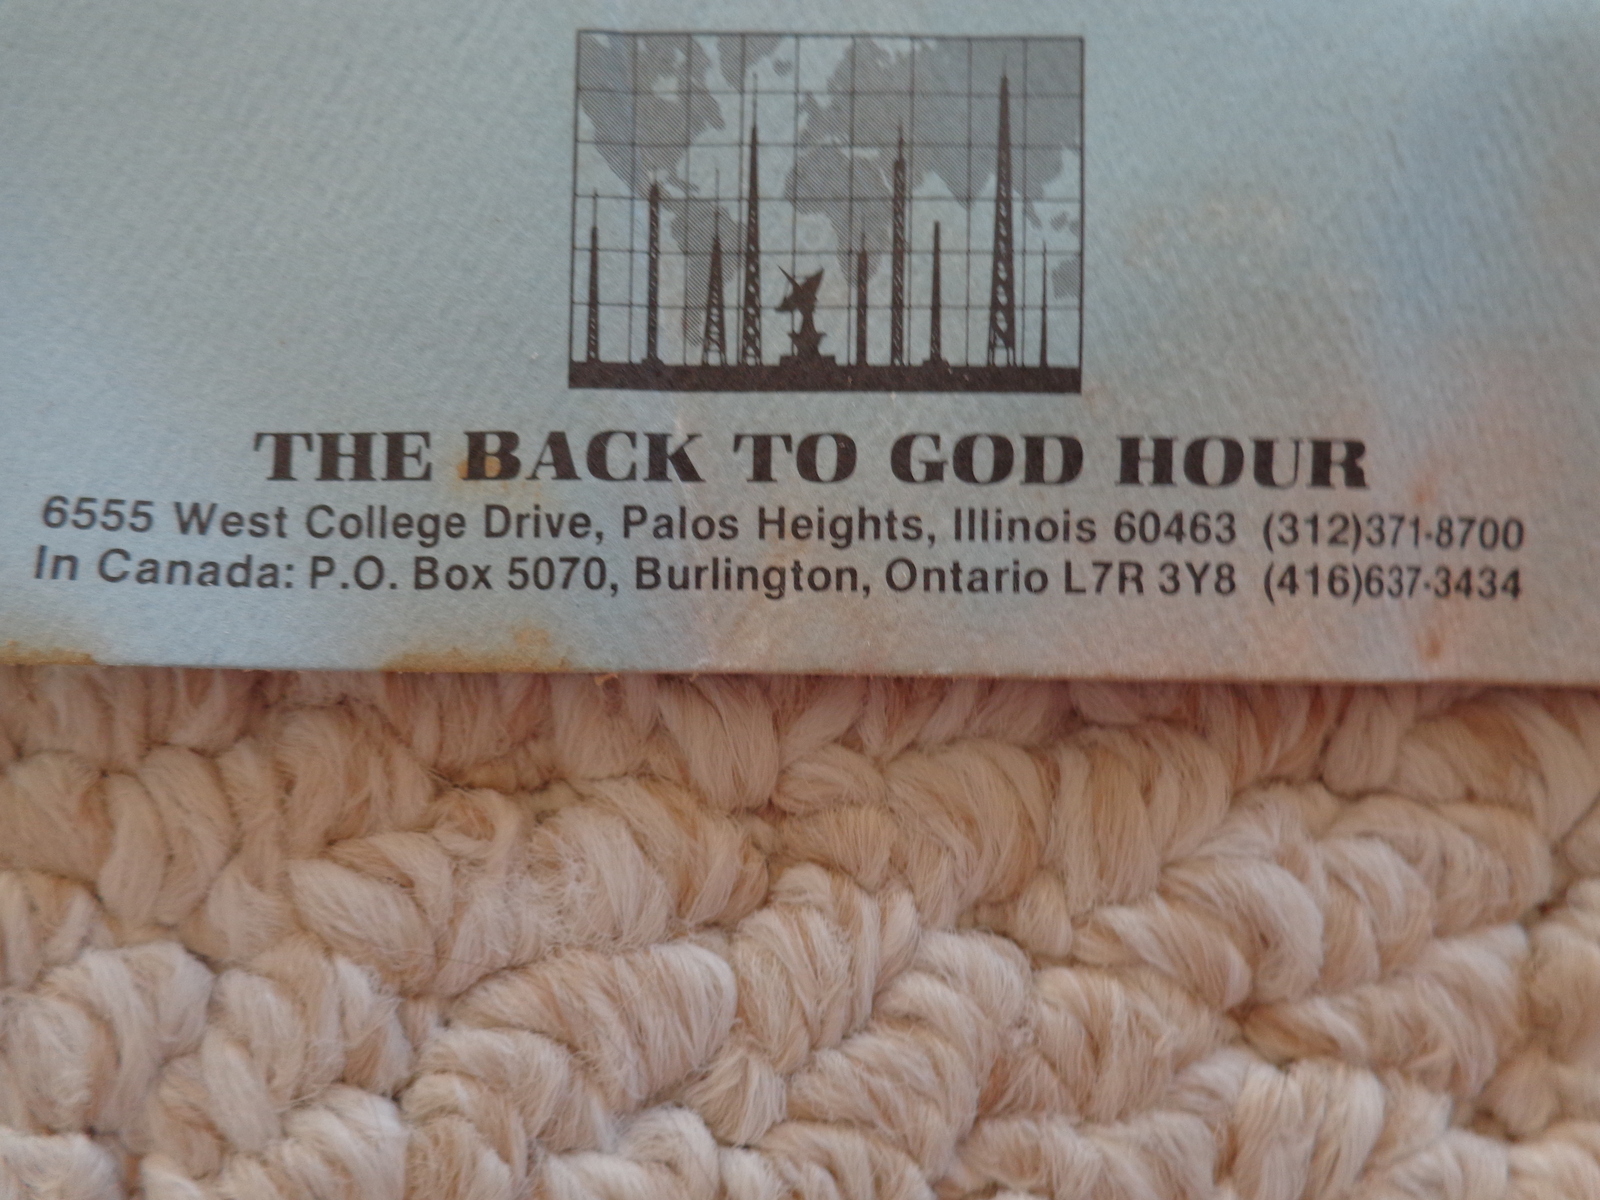 THE BACK TO GOD HOUR
6555 West College Drive, Palos Heights, Illinois 60463 (312)371-8700
In Canada: P.O. Box 5070, Burlington, Ontario L7R 3Y8 (416)637-3434